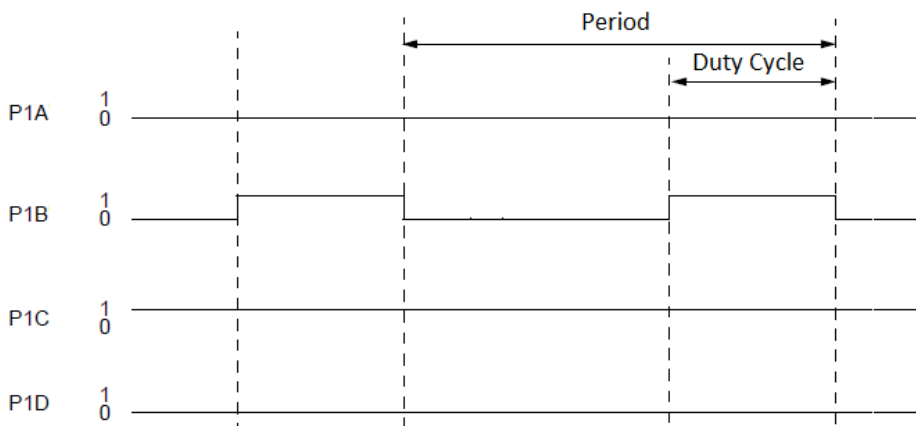 Period
Duty Cycle
P1A 1
0
P1B 1
0
P1C 1
0
P1D 1
0